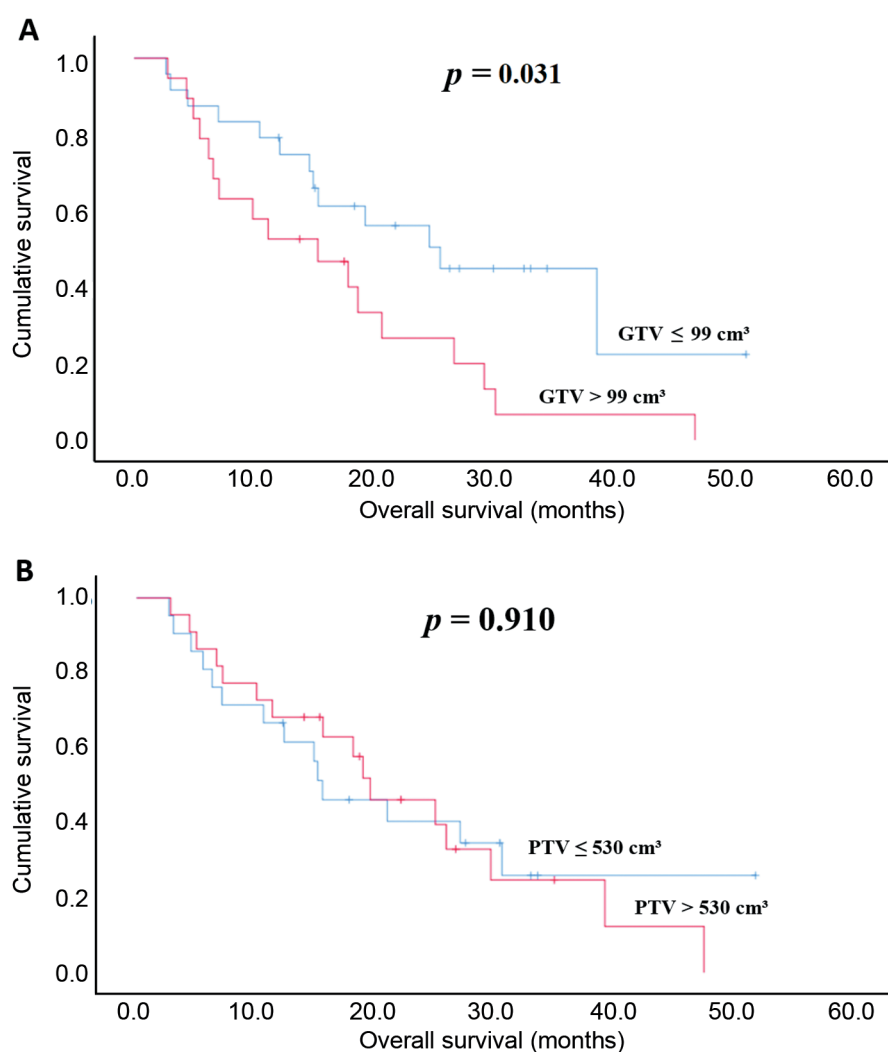 A
p = 0.031
1.0
0.8
0.6
0.4
0.2
0.0
Cumulative survival
GTV ≤ 99 cm³
GTV > 99 cm³
0.0 10.0 20.0 30.0 40.0 50.0 60.0
Overall survival (months)
B
p = 0.910
1.0
0.8
0.6
0.4
0.2
0.0
Cumulative survival
PTV ≤ 530 cm³
PTV > 530 cm³
0.0 10.0 20.0 30.0 40.0 50.0 60.0
Overall survival (months)